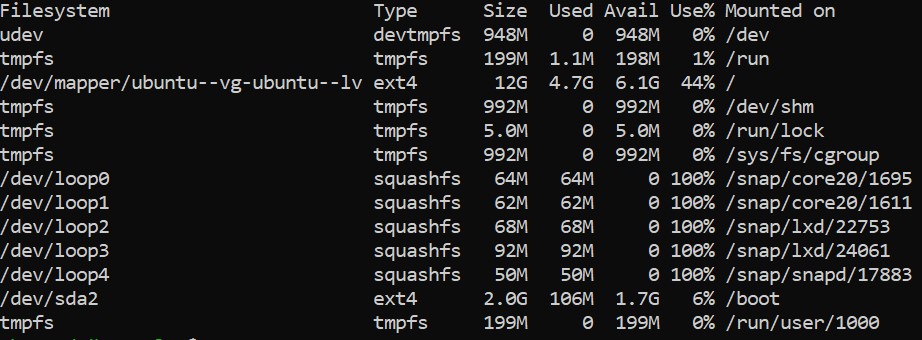 Filesystem                        Type      Size  Used Avail Use% Mounted on
udev                              devtmpfs  948M     0  948M   0% /dev
tmpfs                             tmpfs     199M  1.1M  198M   1% /run
/dev/mapper/ubuntu--vg-ubuntu--lv ext4       12G  4.7G  6.1G  44% /
tmpfs                             tmpfs     992M     0  992M   0% /dev/shm
tmpfs                             tmpfs     5.0M     0  5.0M   0% /run/lock
tmpfs                             tmpfs     992M     0  992M   0% /sys/fs/cgroup
/dev/loop0                        squashfs   64M   64M     0 100% /snap/core20/1695
/dev/loop1                        squashfs   62M   62M     0 100% /snap/core20/1611
/dev/loop2                        squashfs   68M   68M     0 100% /snap/lxd/22753
/dev/loop3                        squashfs   92M   92M     0 100% /snap/lxd/24061
/dev/loop4                        squashfs   50M   50M     0 100% /snap/snapd/17883
/dev/sda2                         ext4      2.0G  106M  1.7G   6% /boot
tmpfs                             tmpfs     199M     0  199M   0% /run/user/1000